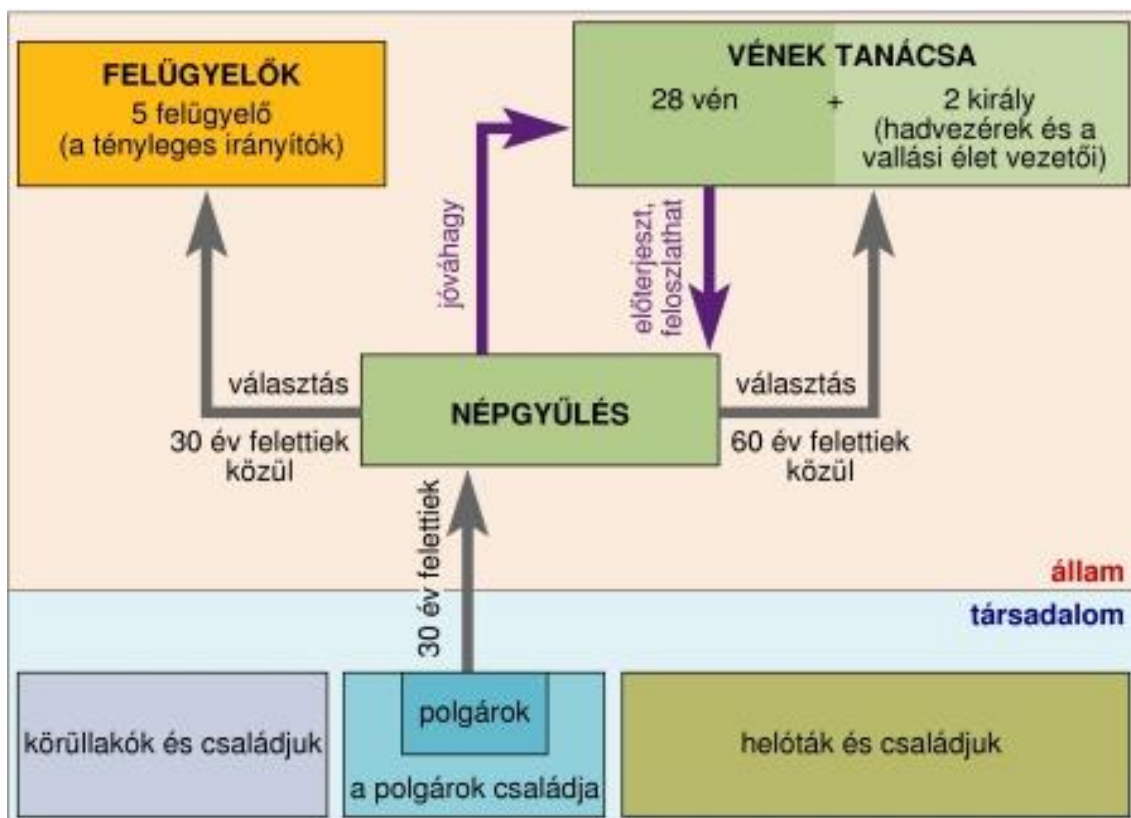 FELÜGYELŐK
5 felügyelő
(a tényleges irányítók)
VÉNEK TANÁCSA
28 vén + 2 király
(hadvezérek és a
vallási élet vezetői)
jóváhagy
előterjeszt,
feloszlathat
választás
30 év felettiek
közül
NÉPGYŰLÉS
választás
60 év felettiek
közül
30 év felettiek
állam
társadalom
körüllakók és családjuk
polgárok
a polgárok családja
helóták és családjuk